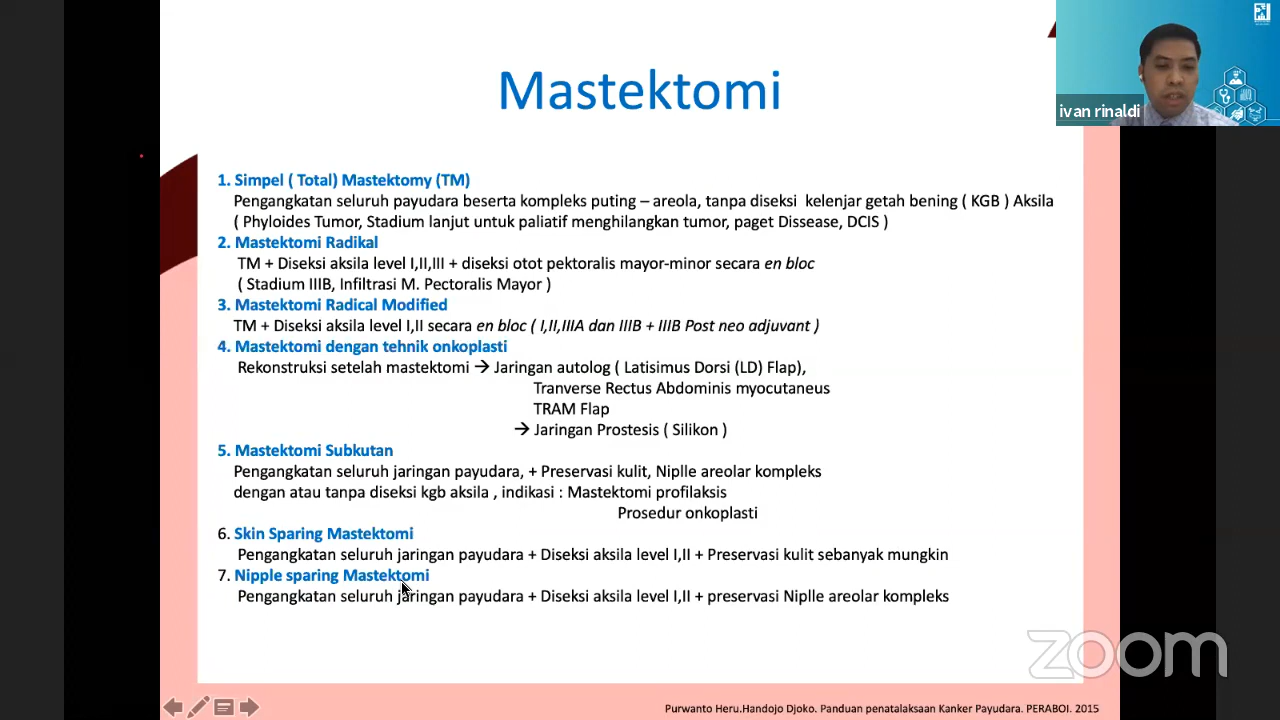 Mastektomi
ivan rinaldi
1. Simpel ( Total) Mastektomy (TM)
Pengangkatan seluruh payudara beserta kompleks puting – areola, tanpa diseksi kelenjar getah bening ( KGB ) Aksila
( Phyloides Tumor, Stadium lanjut untuk paliatif menghilangkan tumor, paget Dissease, DCIS )
2. Mastektomi Radikal
TM + Diseksi aksila level I,II,III + diseksi otot pektoralis mayor-minor secara en bloc
( Stadium IIIB, Infiltrasi M. Pectoralis Mayor )
3. Mastektomi Radical Modified
TM + Diseksi aksila level I,II secara en bloc ( I,II,IIIA dan IIIB + IIIB Post neo adjuvant )
4. Mastektomi dengan tehnik onkoplasti
Rekonstruksi setelah mastektomi → Jaringan autolog ( Latisimus Dorsi (LD) Flap),
Tranverse Rectus Abdominis myocutaneus
TRAM Flap
→ Jaringan Prostesis ( Silikon )
5. Mastektomi Subkutan
Pengangkatan seluruh jaringan payudara, + Preservasi kulit, Niplle areolar kompleks
dengan atau tanpa diseksi kgb aksila , indikasi : Mastektomi profilaksis
Prosedur onkoplasti
6. Skin Sparing Mastektomi
Pengangkatan seluruh jaringan payudara + Diseksi aksila level I,II + Preservasi kulit sebanyak mungkin
7. Nipple sparing Mastektomi
Pengangkatan seluruh jaringan payudara + Diseksi aksila level I,II + preservasi Niplle areolar kompleks
zoom
Purwanto Heru.Handojo Djoko. Panduan penatalaksanaan Kanker Payudara. PERABOI. 2015